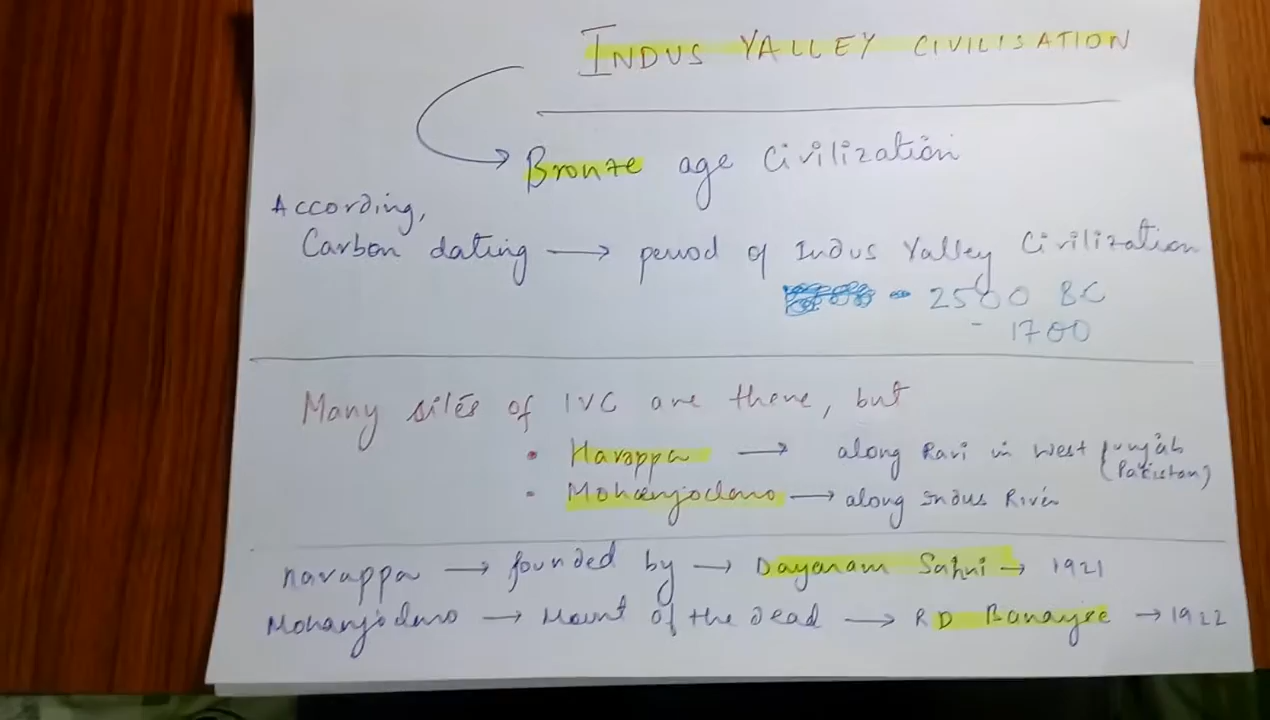 INDUS VALLEY CIVILISATION
Bronze age Civilization
According,
Carbon dating → period of Indus Valley Civilization
- 2500 BC
- 1700
Many sites of IVC are there, but
• Harappa → along Ravi in West Punjab (Pakistan)
• Mohanjodaro → along Indus River
Harappa → founded by → Dayaram Sahni → 1921
Mohanjodaro → Mount of the dead → RD Banarjee → 1922